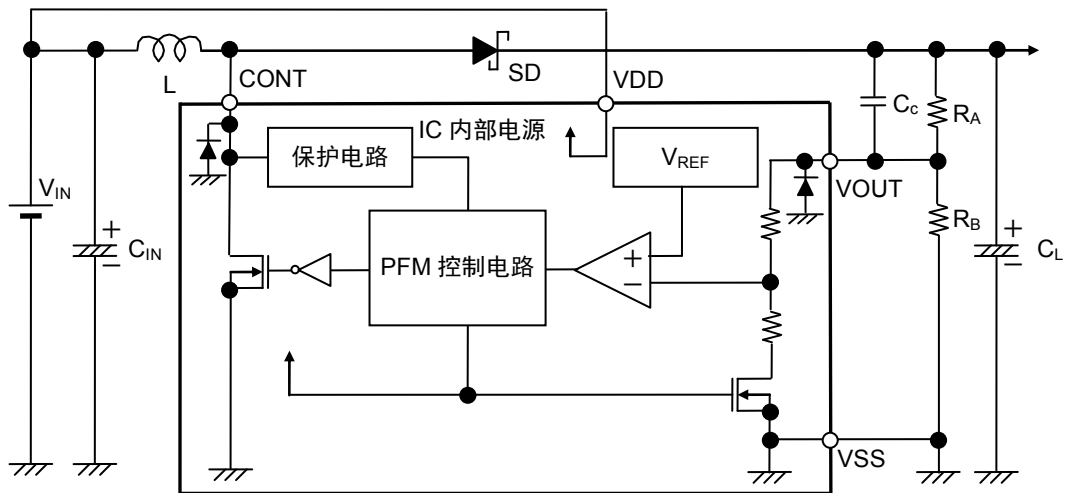 L
CONT
SD
VDD
C_c
R_A
IC 内部电源
保护电路
V_REF
VOUT
V_IN
+
C_IN
−
PFM 控制电路
+
−
R_B
+
C_L
−
VSS